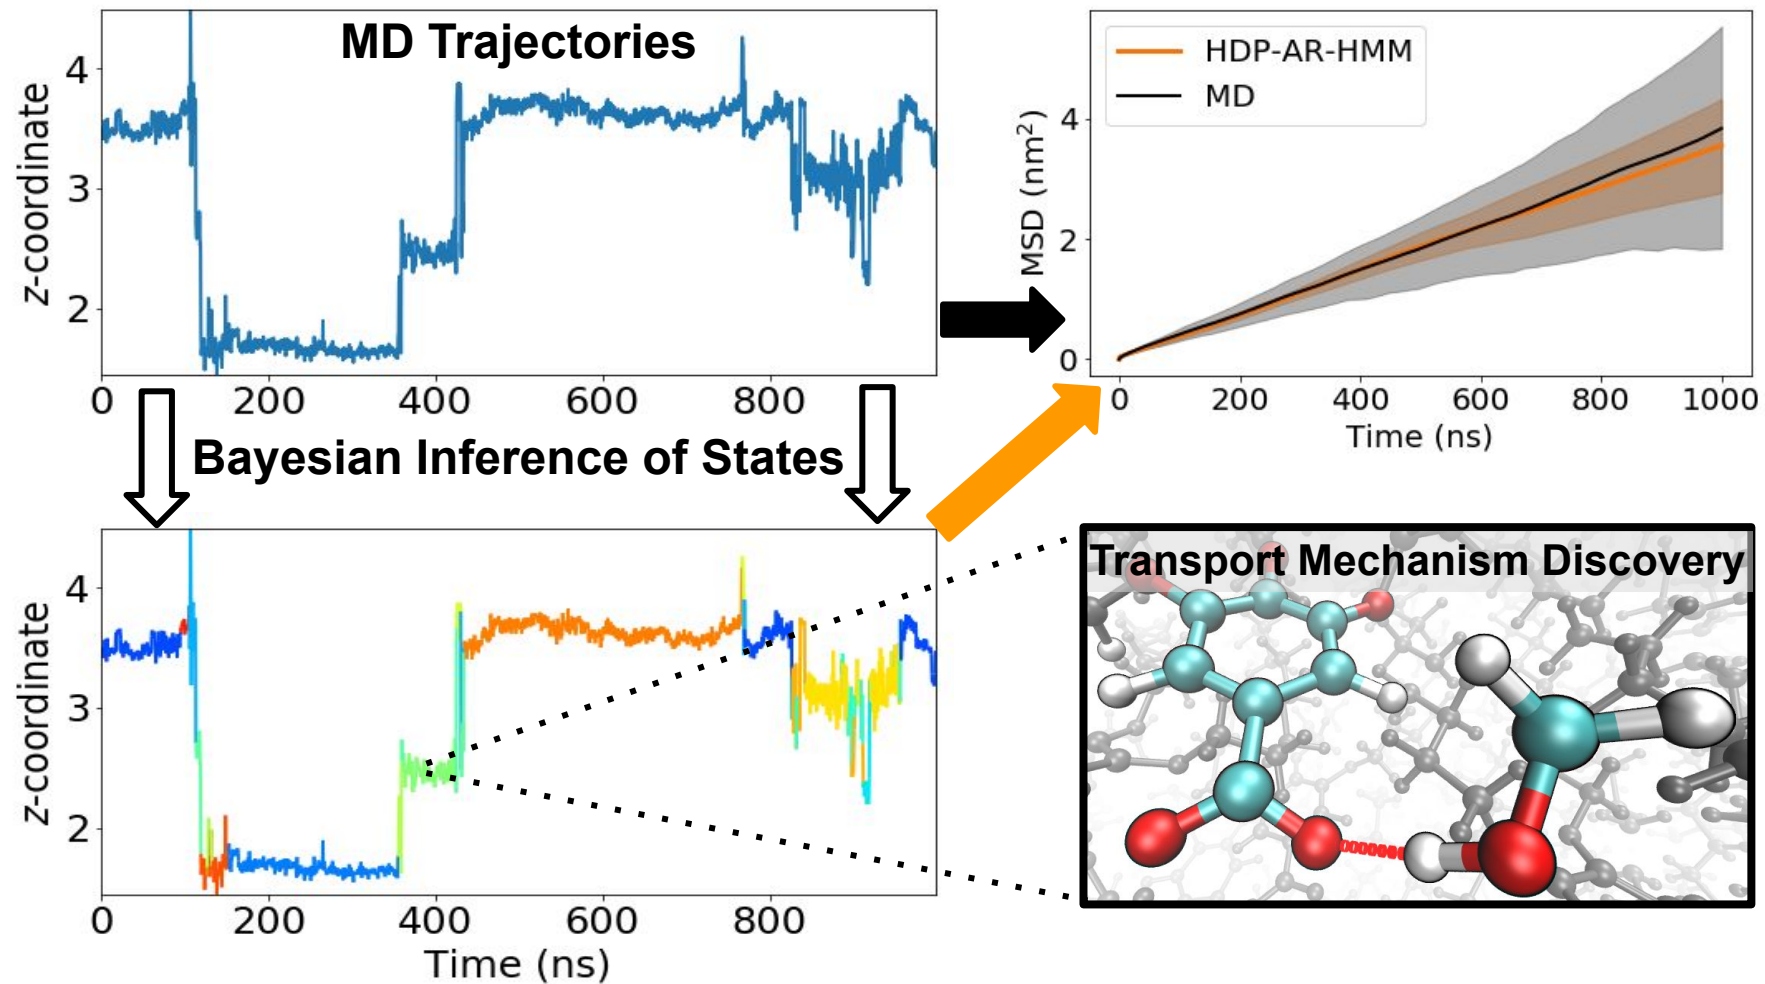 MD Trajectories
z-coordinate
4
3
2
0 200 400 600 800
HDP-AR-HMM
MD
MSD (nm²)
4
2
0
0 200 400 600 800 1000
Time (ns)
Bayesian Inference of States
z-coordinate
4
3
2
0 200 400 600 800
Time (ns)
Transport Mechanism Discovery